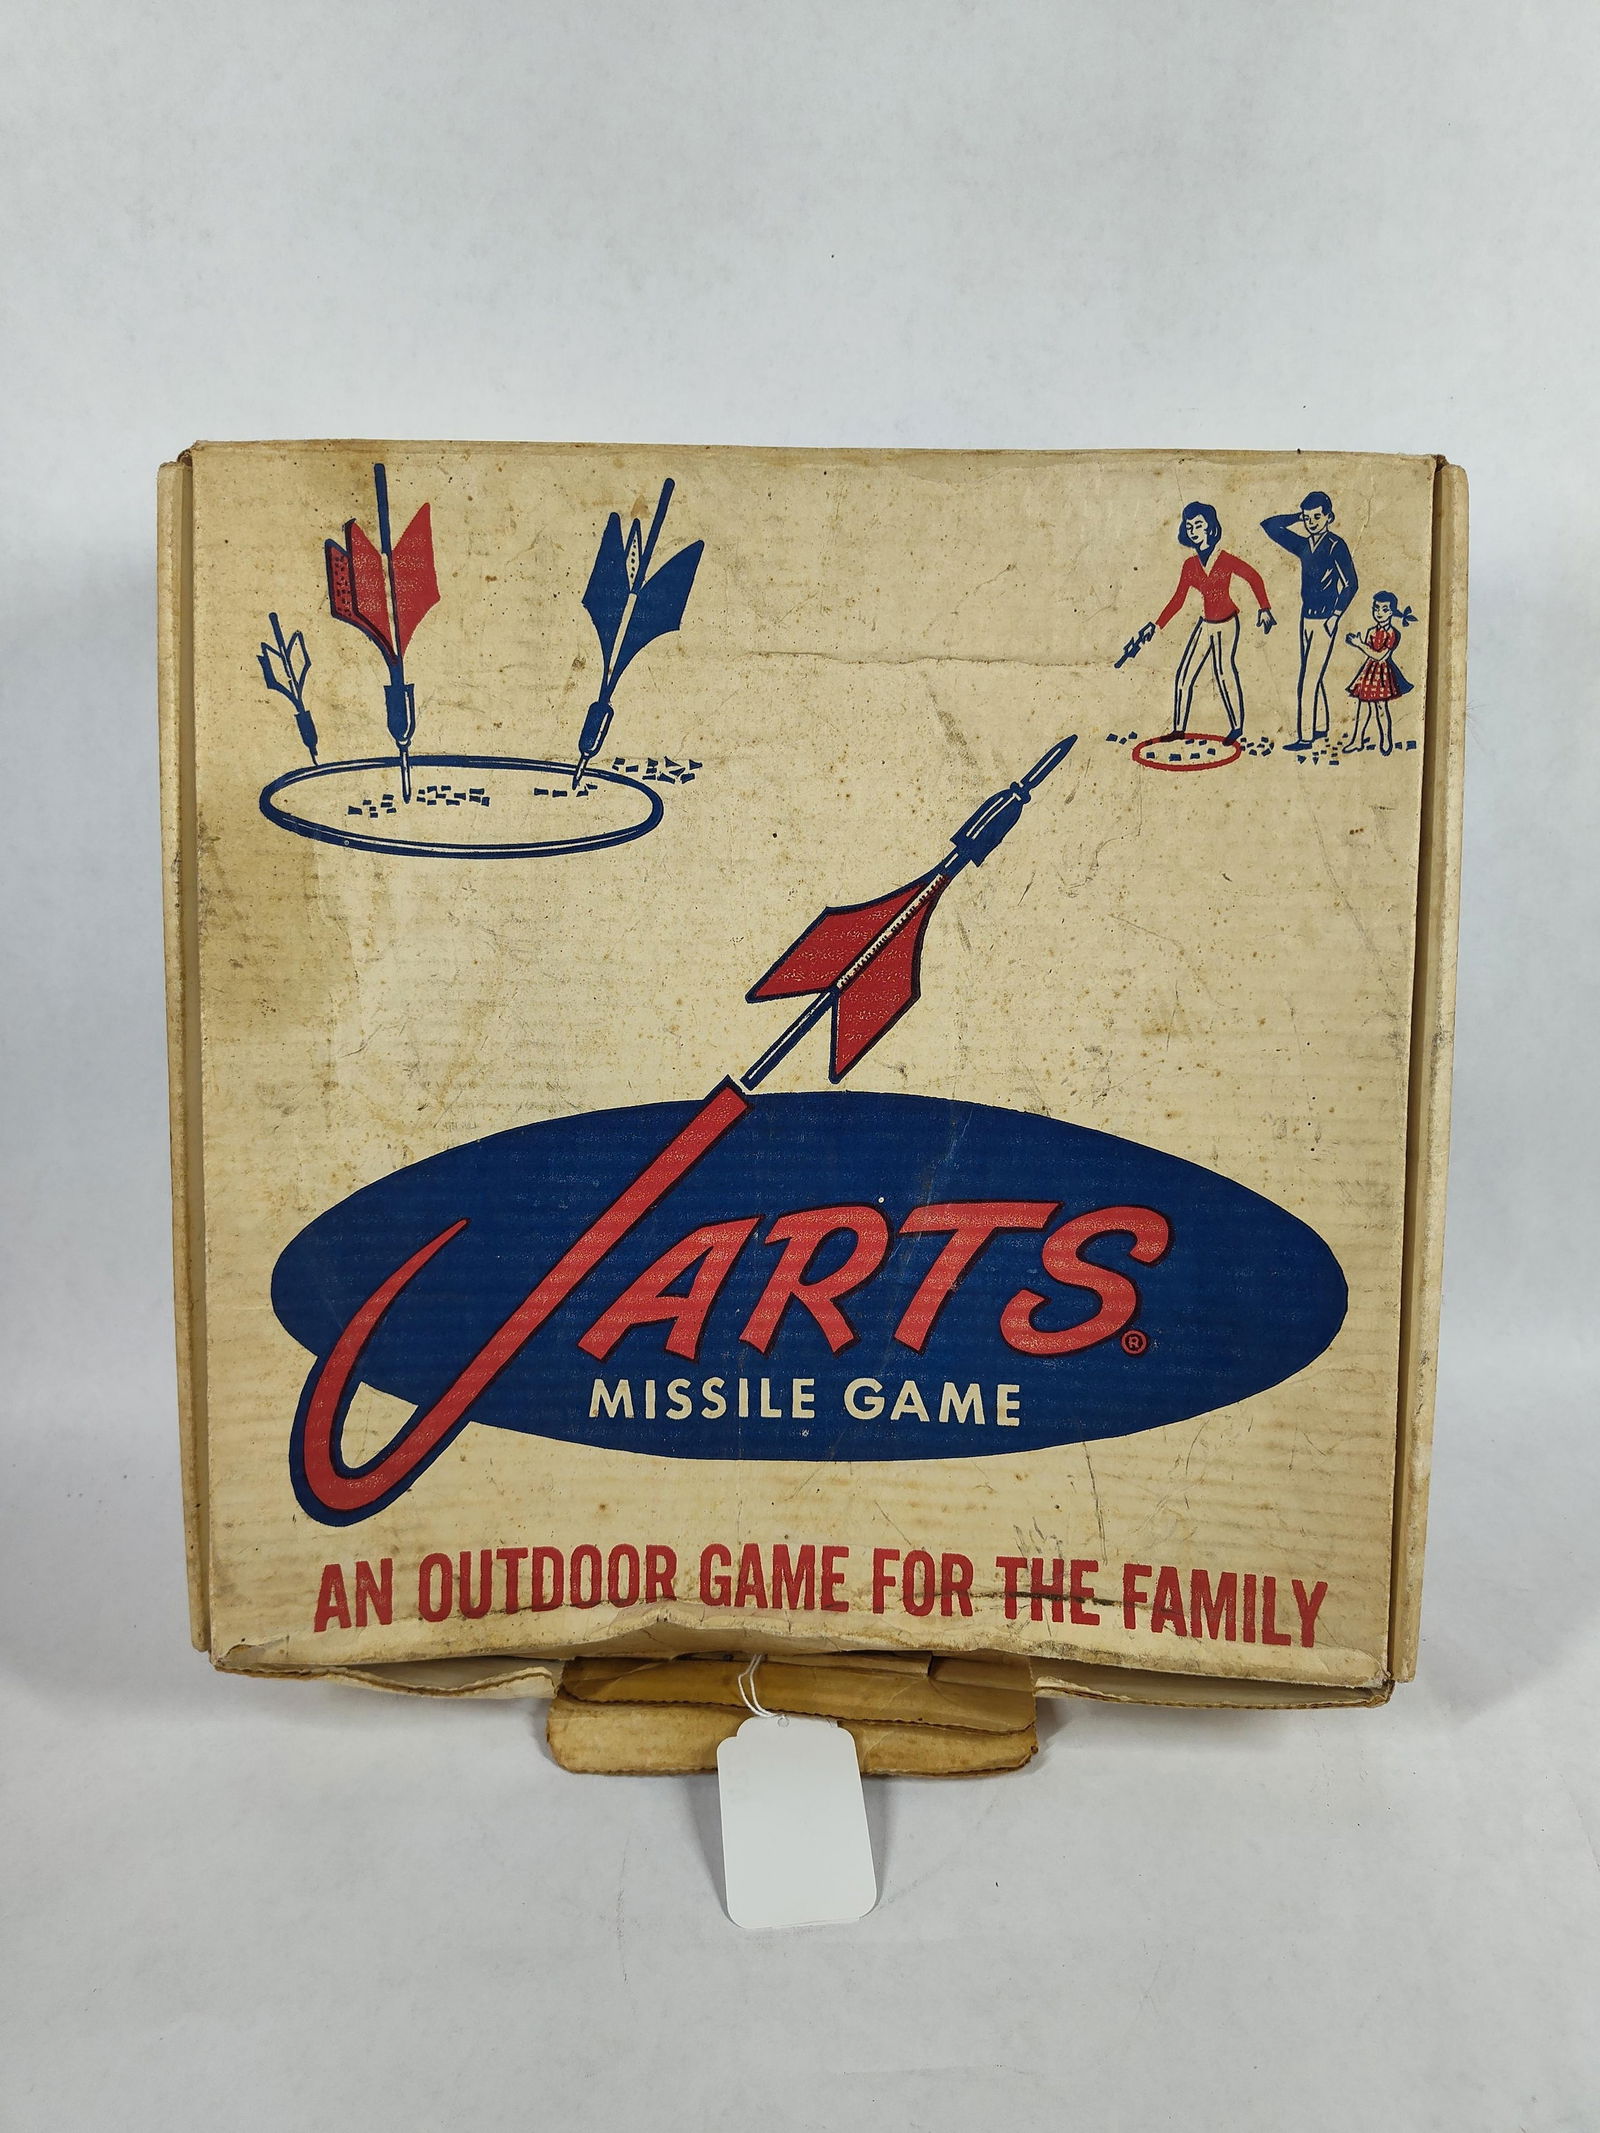 JARTS®
MISSILE GAME
AN OUTDOOR GAME FOR THE FAMILY